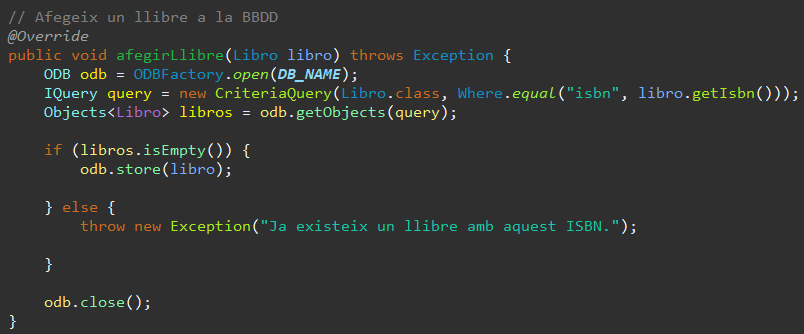 // Afegeix un llibre a la BBDD
@Override
public void afegirLlibre(Libro libro) throws Exception {
ODB odb = ODBFactory.open(DB_NAME);
IQuery query = new CriteriaQuery(Libro.class, Where.equal("isbn", libro.getIsbn()));
Objects<Libro> libros = odb.getObjects(query);
if (libros.isEmpty()) {
odb.store(libro);
} else {
throw new Exception("Ja existeix un llibre amb aquest ISBN.");
}
odb.close();
}